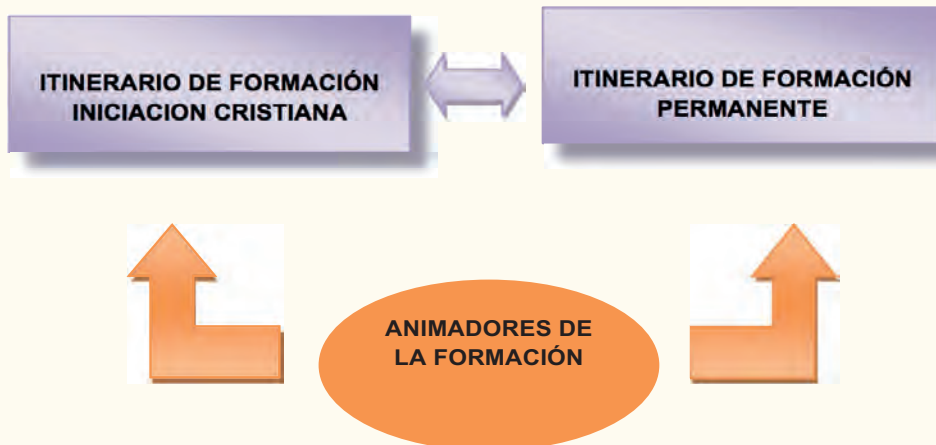 ITINERARIO DE FORMACIÓN
INICIACION CRISTIANA
ITINERARIO DE FORMACIÓN
PERMANENTE
ANIMADORES DE
LA FORMACIÓN